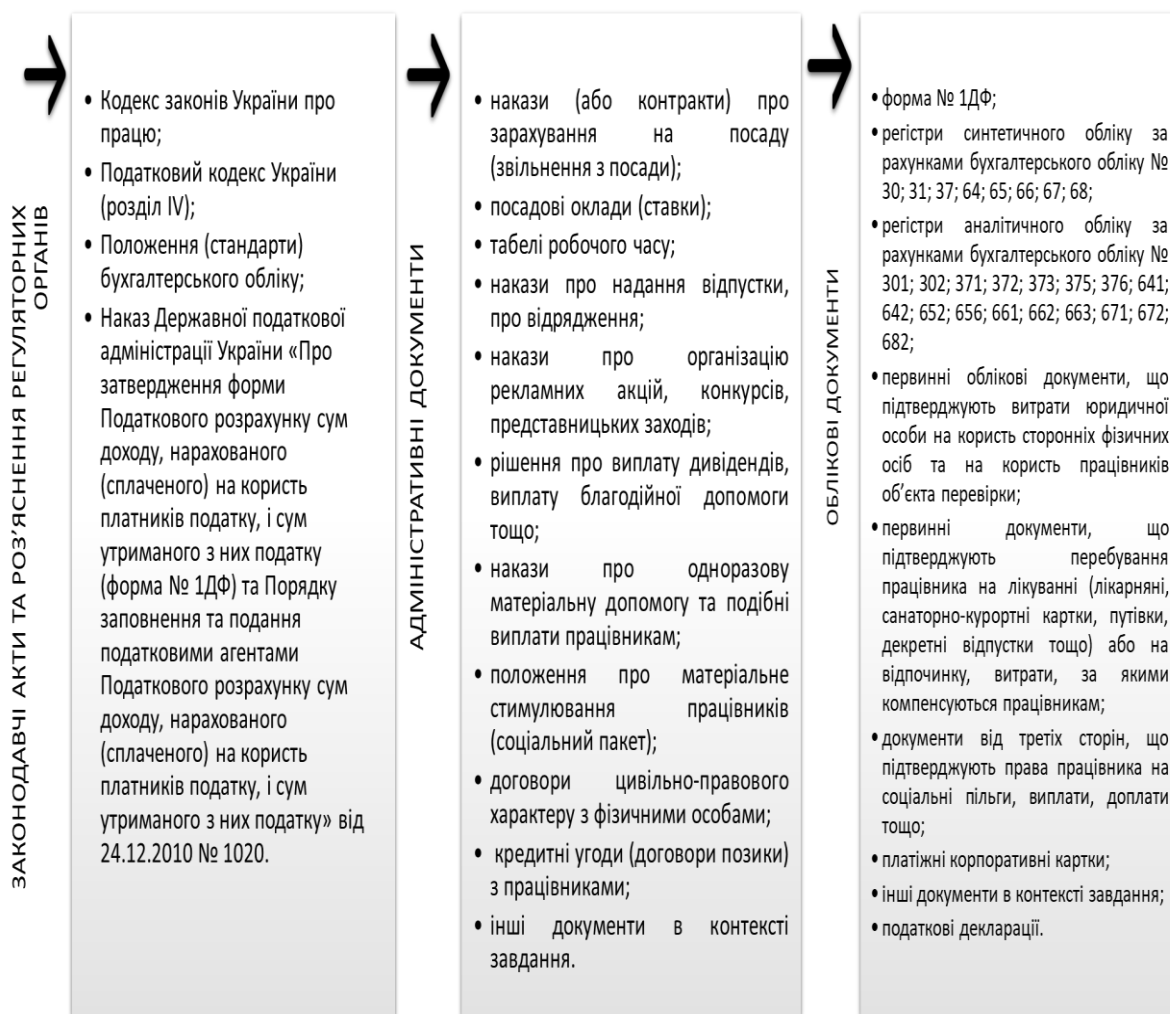 ЗАКОНОДАВЧІ АКТИ ТА РОЗ’ЯСНЕННЯ РЕГУЛЯТОРНИХ
ОРГАНІВ
• Кодекс законів України про
працю;
• Податковий кодекс України
(розділ IV);
• Положення (стандарти)
бухгалтерського обліку;
• Наказ Державної податкової
адміністрації України «Про
затвердження форми
Податкового розрахунку сум
доходу, нарахованого
(сплаченого) на користь
платників податку, і сум
утриманого з них податку
(форма № 1ДФ) та Порядку
заповнення та подання
податковими агентами
Податкового розрахунку сум
доходу, нарахованого
(сплаченого) на користь
платників податку, і сум
утриманого з них податку» від
24.12.2010 № 1020.
АДМІНІСТРАТИВНІ ДОКУМЕНТИ
• накази (або контракти) про
зарахування на посаду
(звільнення з посади);
• посадові оклади (ставки);
• табелі робочого часу;
• накази про надання відпустки,
про відрядження;
• накази про організацію
рекламних акцій, конкурсів,
представницьких заходів;
• рішення про виплату дивідендів,
виплату благодійної допомоги
тощо;
• накази про одноразову
матеріальну допомогу та подібні
виплати працівникам;
• положення про матеріальне
стимулювання працівників
(соціальний пакет);
• договори цивільно-правового
характеру з фізичними особами;
• кредитні угоди (договори позики)
з працівниками;
• інші документи в контексті
завдання.
ОБЛІКОВІ ДОКУМЕНТИ
• форма № 1ДФ;
• регістри синтетичного обліку за
рахунками бухгалтерського обліку №
30; 31; 37; 64; 65; 66; 67; 68;
• регістри аналітичного обліку за
рахунками бухгалтерського обліку №
301; 302; 371; 372; 373; 375; 376; 641;
642; 652; 656; 661; 662; 663; 671; 672;
682;
• первинні облікові документи, що
підтверджують витрати юридичної
особи на користь сторонніх фізичних
осіб та на користь працівників
об’єкта перевірки;
• первинні документи, що
підтверджують перебування
працівника на лікуванні (лікарняні,
санаторно-курортні картки, путівки,
декретні відпустки тощо) або на
відпочинку, витрати, за якими
компенсуються працівникам;
• документи від третіх сторін, що
підтверджують права працівника на
соціальні пільги, виплати, доплати
тощо;
• платіжні корпоративні картки;
• інші документи в контексті завдання;
• податкові декларації.